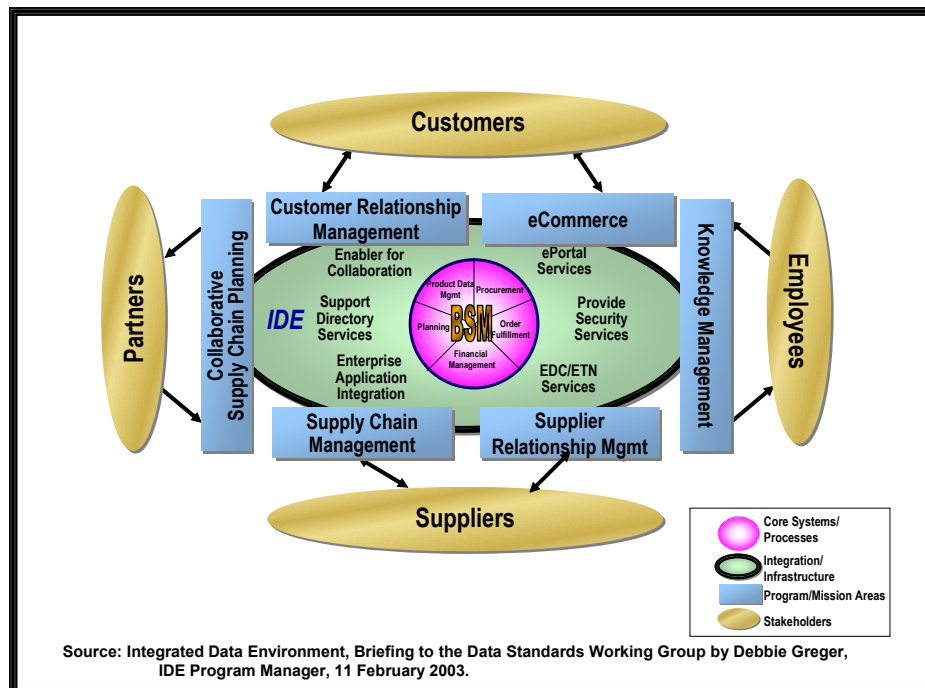 Customers
Customer Relationship
Management
eCommerce
Partners
Collaborative
Supply Chain Planning
Knowledge Management
Employees
Enabler for
Collaboration
ePortal
Services
IDE
Support
Directory
Services
Product Data
Mgmt
Procurement
Planning
BSM
Order
Fulfillment
Financial
Management
Provide
Security
Services
Enterprise
Application
Integration
EDC/ETN
Services
Supply Chain
Management
Supplier
Relationship Mgmt
Suppliers
Core Systems/
Processes
Integration/
Infrastructure
Program/Mission Areas
Stakeholders
Source: Integrated Data Environment, Briefing to the Data Standards Working Group by Debbie Greger,
IDE Program Manager, 11 February 2003.